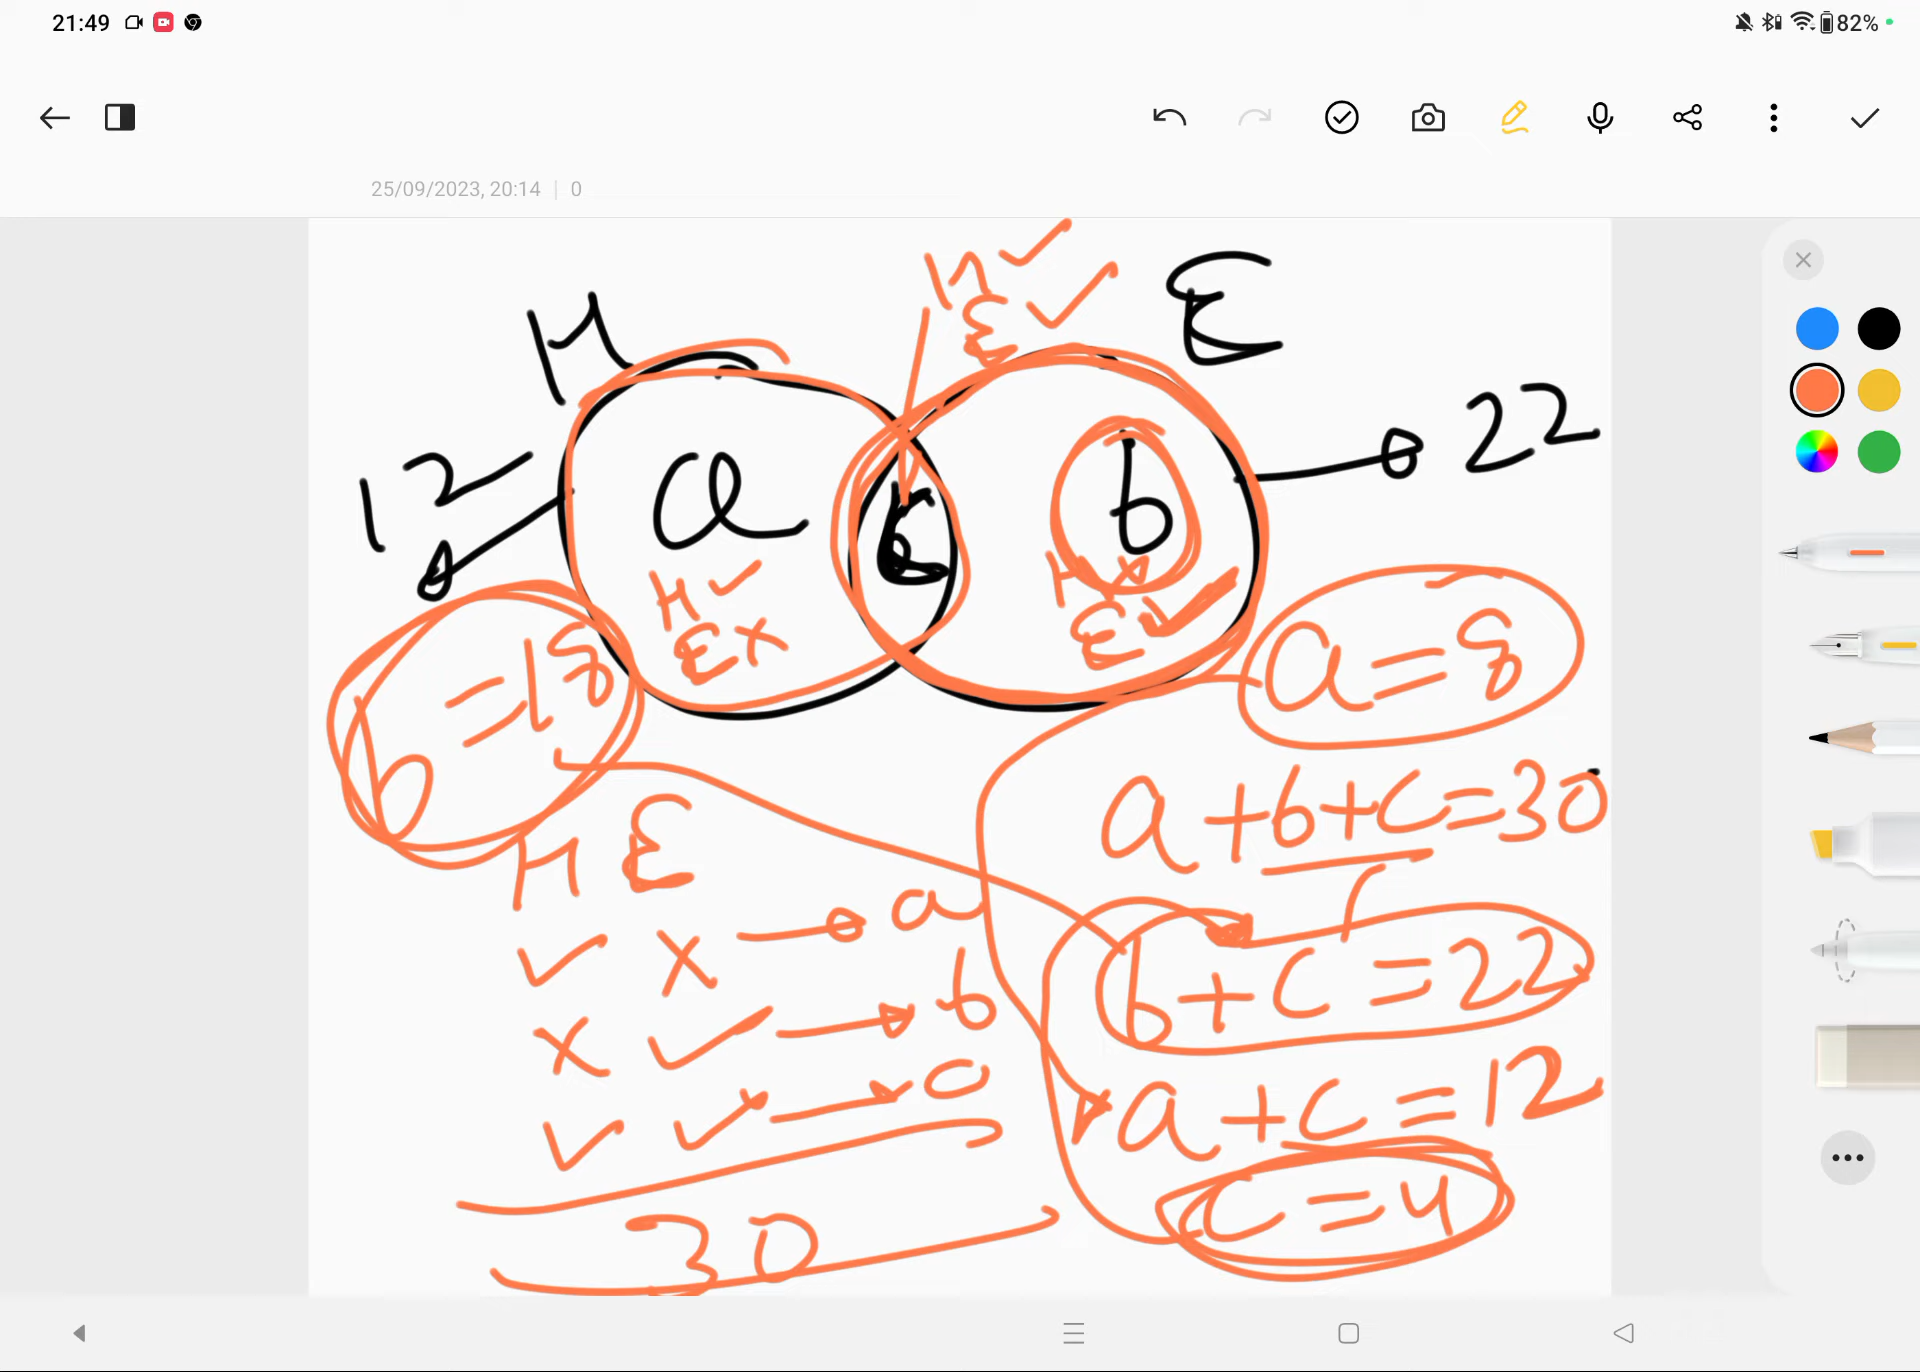 21:49 82%
25/09/2023, 20:14 | 0
H ✓
E ✓
H E
12 22
a c b
H ✓ H x
E x E ✓
b = 18 a = 8
a + b + c = 30
H E
✓ x a
b + c = 22
x ✓ b
✓ ✓ c
a + c = 12
c = 4
30